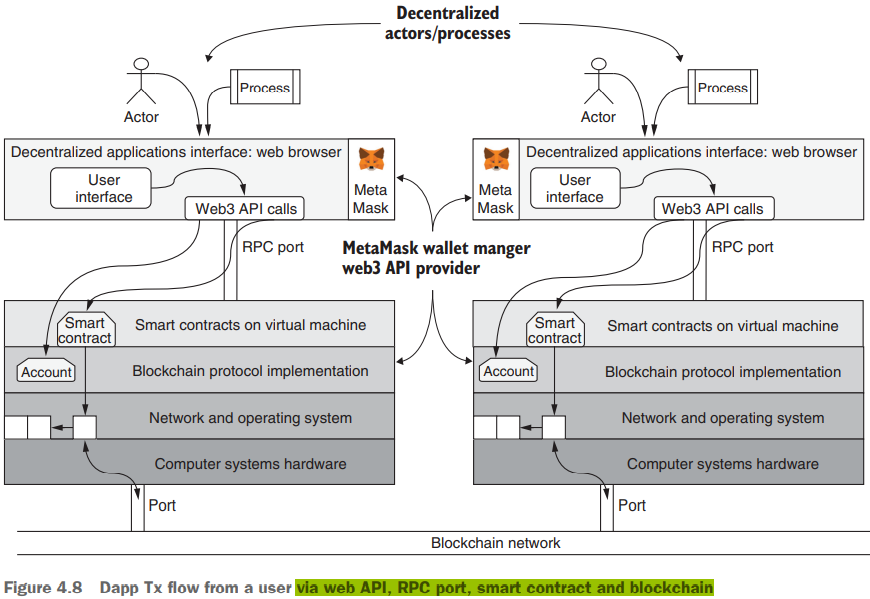 Decentralized
actors/processes
Process
Actor
Process
Actor
Decentralized applications interface: web browser
User
interface
Web3 API calls
Meta
Mask
RPC port
Meta
Mask
Decentralized applications interface: web browser
User
interface
Web3 API calls
RPC port
MetaMask wallet manger
web3 API provider
Smart
contract
Smart contracts on virtual machine
Account
Blockchain protocol implementation
Network and operating system
Computer systems hardware
Port
Smart
contract
Smart contracts on virtual machine
Account
Blockchain protocol implementation
Network and operating system
Computer systems hardware
Port
Blockchain network
Figure 4.8 Dapp Tx flow from a user via web API, RPC port, smart contract and blockchain